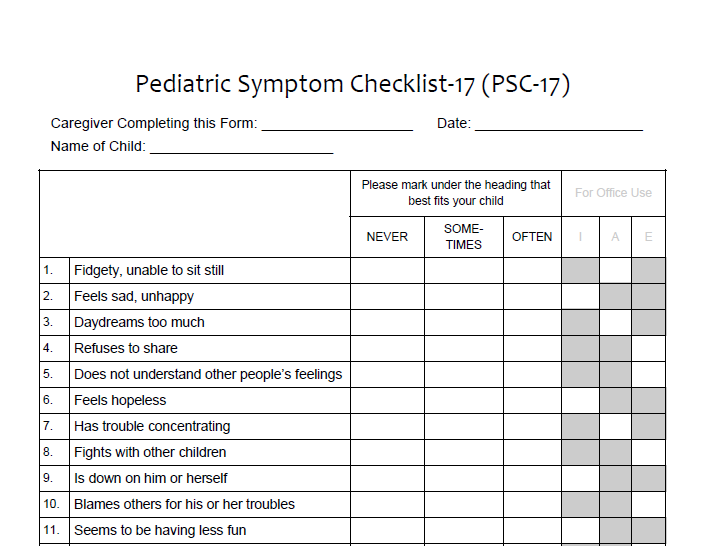 Pediatric Symptom Checklist-17 (PSC-17)
Caregiver Completing this Form: ____________________ Date: ______________________
Name of Child: ________________________
Please mark under the heading that
best fits your child
For Office Use
NEVER
SOME-
TIMES
OFTEN
I
A
E
1. Fidgety, unable to sit still
2. Feels sad, unhappy
3. Daydreams too much
4. Refuses to share
5. Does not understand other people’s feelings
6. Feels hopeless
7. Has trouble concentrating
8. Fights with other children
9. Is down on him or herself
10. Blames others for his or her troubles
11. Seems to be having less fun